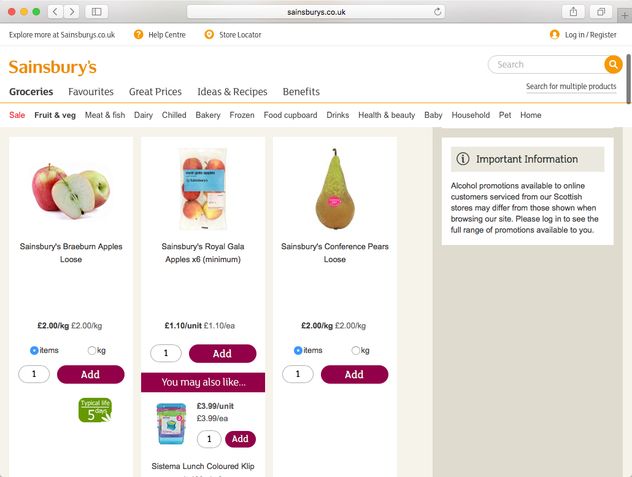 sainsburys.co.uk
Explore more at Sainsburys.co.uk
Help Centre
Store Locator
Log in / Register
Sainsbury's
Search
Groceries Favourites Great Prices Ideas & Recipes Benefits
Search for multiple products
Sale Fruit & veg Meat & fish Dairy Chilled Bakery Frozen Food cupboard Drinks Health & beauty Baby Household Pet Home
Sainsbury's Braeburn Apples
Loose
£2.00/kg £2.00/kg
items kg
1 Add
Typical life
5 days
royal gala apples
by Sainsbury's
Sainsbury's Royal Gala
Apples x6 (minimum)
£1.10/unit £1.10/ea
1 Add
You may also like...
£3.99/unit
£3.99/ea
1 Add
Sistema Lunch Coloured Klip
Sainsbury's Conference Pears
Loose
£2.00/kg £2.00/kg
items kg
1 Add
Important Information
Alcohol promotions available to online
customers serviced from our Scottish
stores may differ from those shown when
browsing our site. Please log in to see the
full range of promotions available to you.